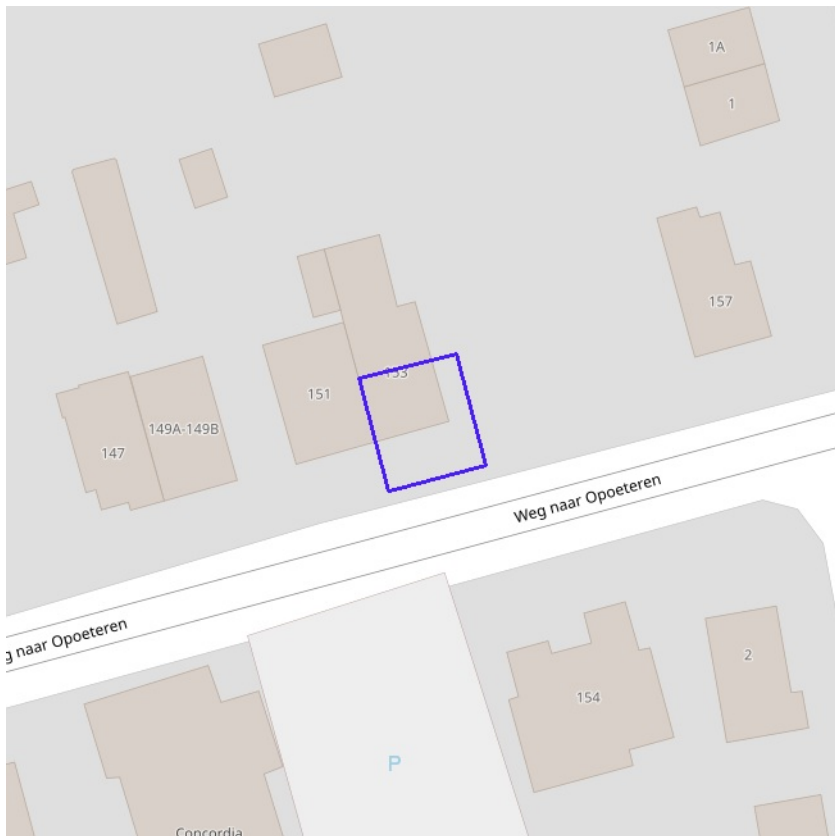 1A
1
157
153
151
149A-149B
147
Weg naar Opoeteren
g naar Opoeteren
154
2
P
Concordia